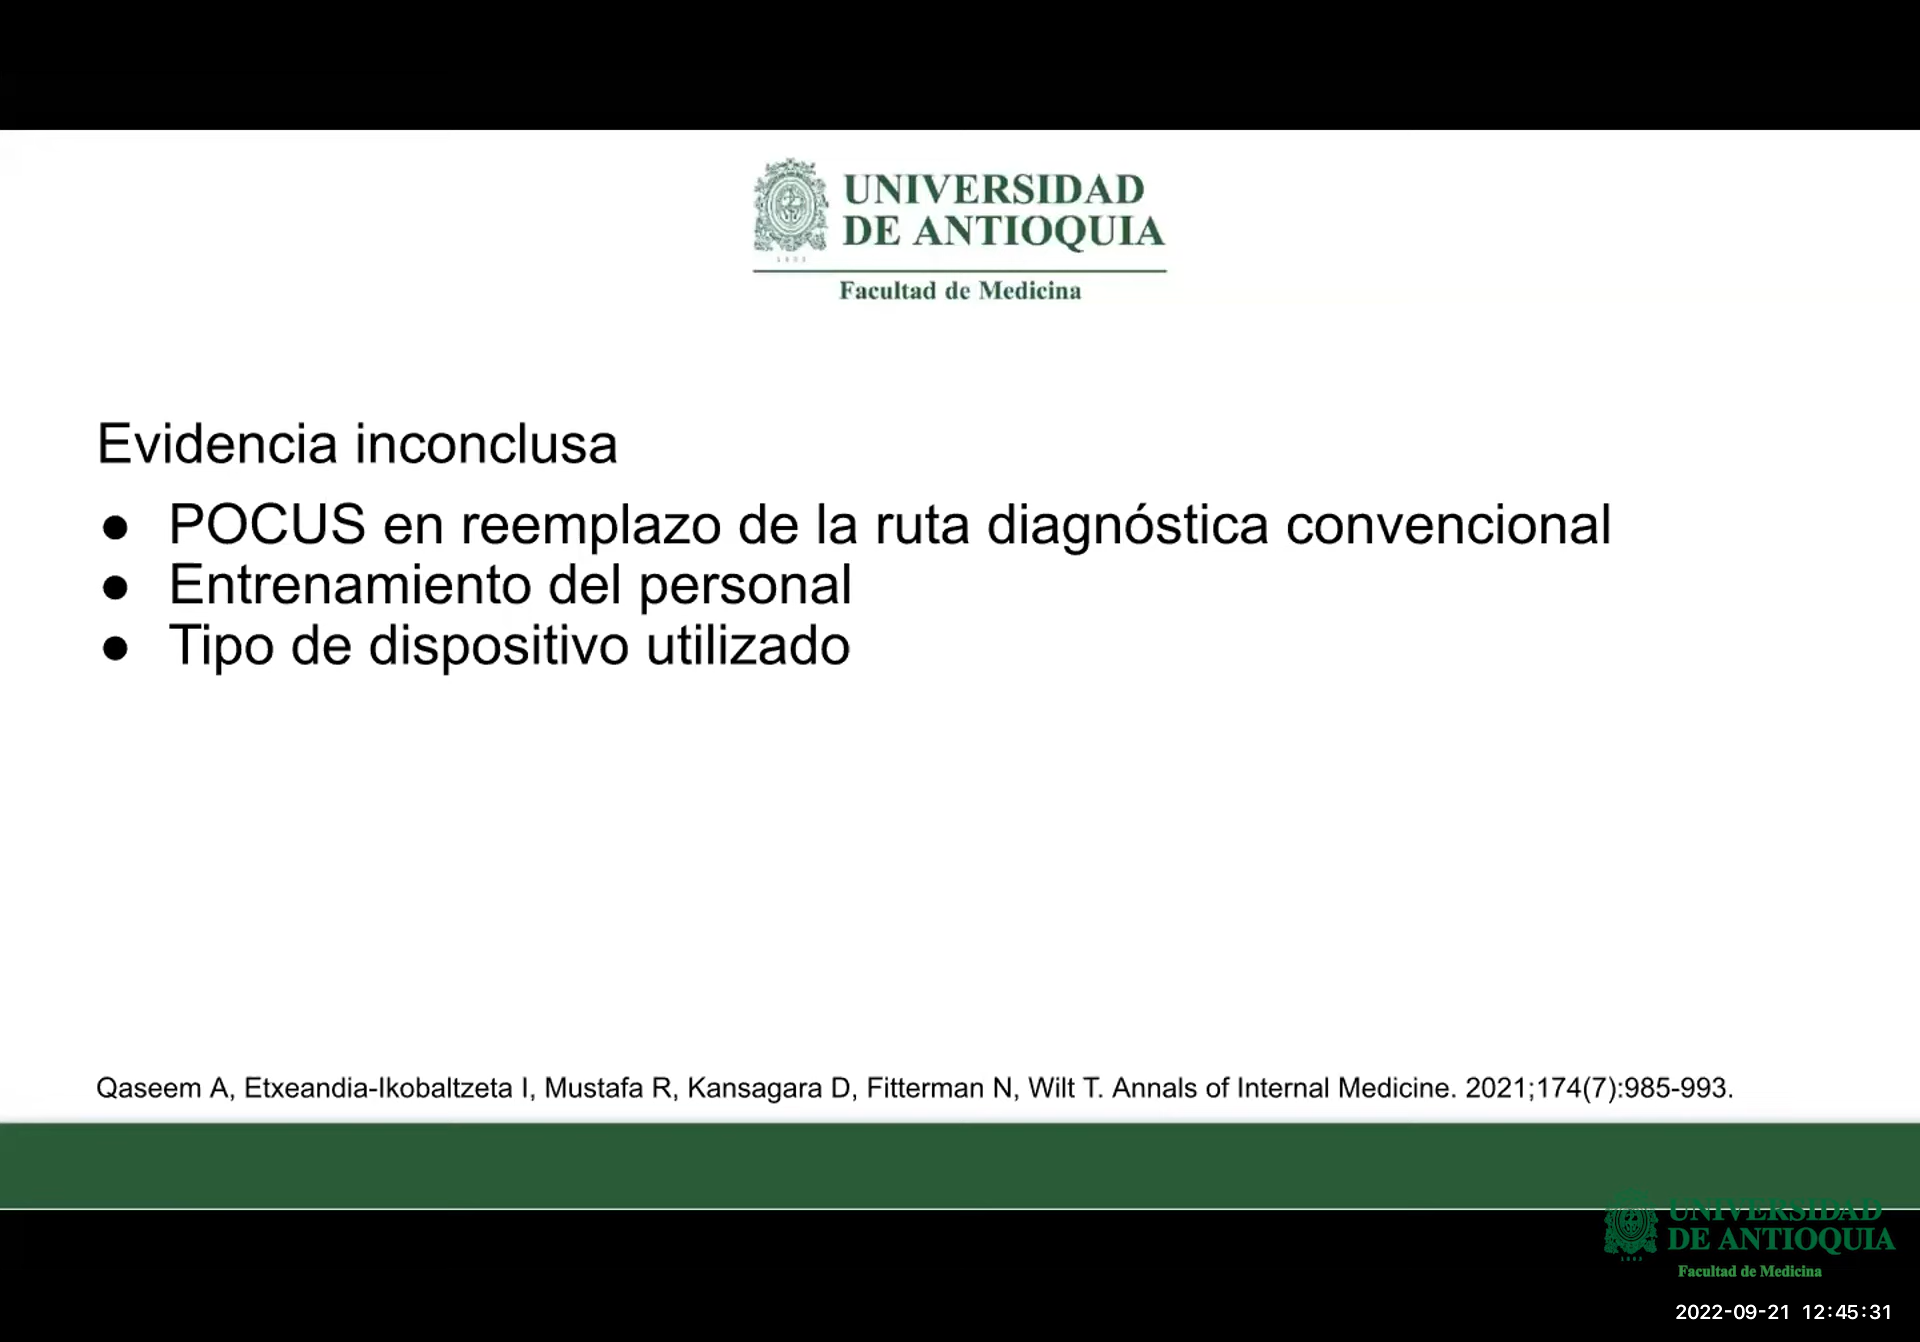 UNIVERSIDAD
DE ANTIOQUIA
1803
Facultad de Medicina
Evidencia inconclusa
● POCUS en reemplazo de la ruta diagnóstica convencional
● Entrenamiento del personal
● Tipo de dispositivo utilizado
Qaseem A, Etxeandia-Ikobaltzeta I, Mustafa R, Kansagara D, Fitterman N, Wilt T. Annals of Internal Medicine. 2021;174(7):985-993.
UNIVERSIDAD
DE ANTIOQUIA
1803
Facultad de Medicina
2022-09-21 12:45:31